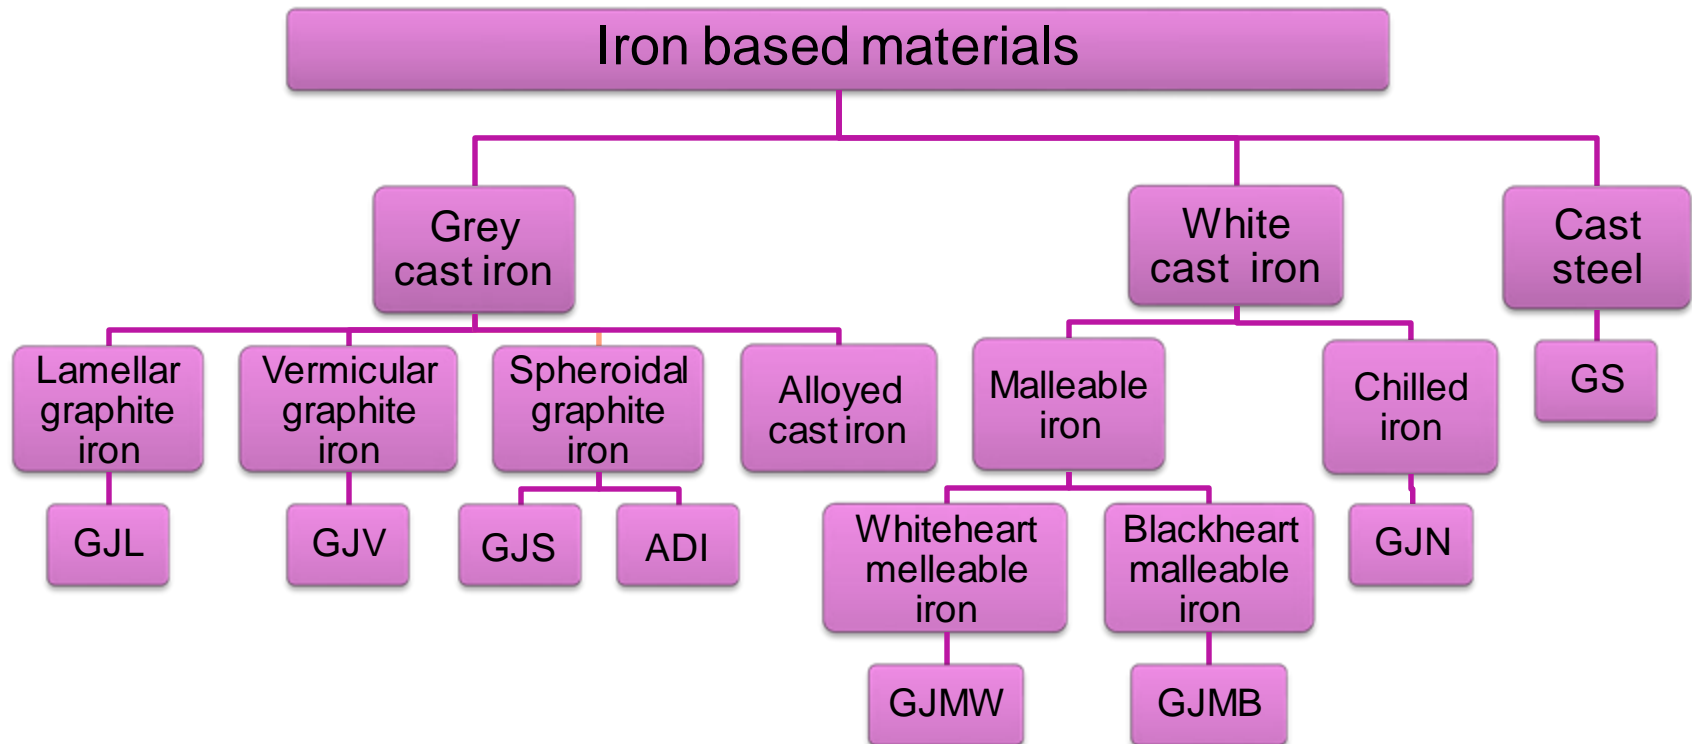 Iron based materials
Grey
cast iron
White
cast iron
Cast
steel
Lamellar
graphite
iron
Vermicular
graphite
iron
Spheroidal
graphite
iron
Alloyed
cast iron
Malleable
iron
Chilled
iron
GS
GJL
GJV
GJS
ADI
Whiteheart
melleable
iron
Blackheart
malleable
iron
GJN
GJMW
GJMB